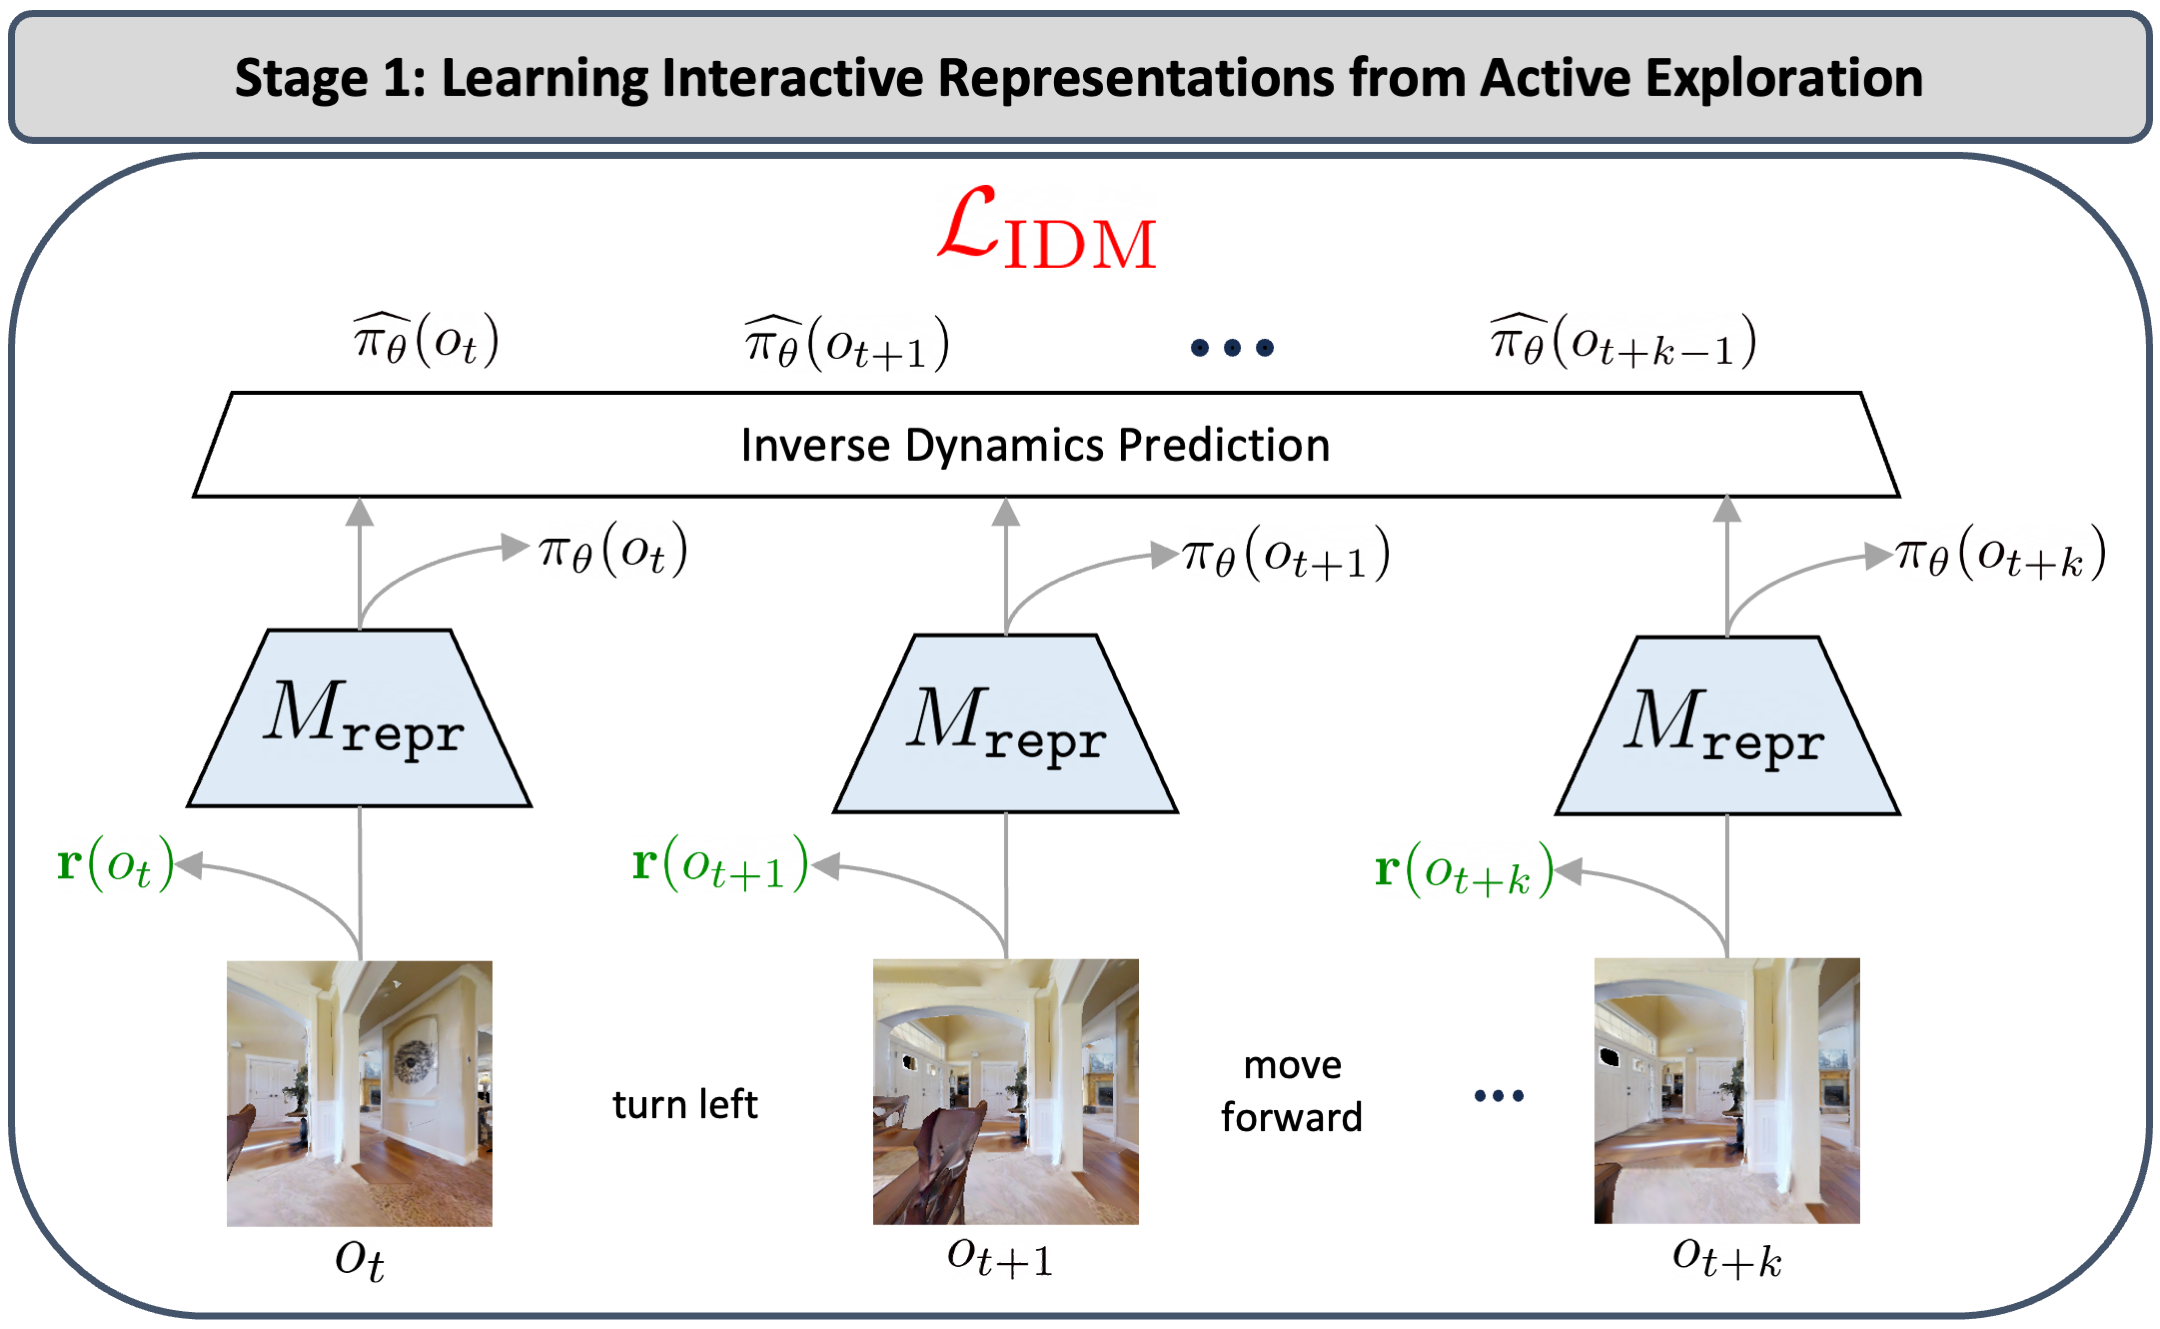 Stage 1: Learning Interactive Representations from Active Exploration
$\mathcal{L}_{\mathrm{IDM}}$
$\widehat{\pi_\theta}(o_t)$ $\widehat{\pi_\theta}(o_{t+1})$ ••• $\widehat{\pi_\theta}(o_{t+k-1})$
Inverse Dynamics Prediction
$\pi_\theta(o_t)$ $\pi_\theta(o_{t+1})$ $\pi_\theta(o_{t+k})$
$M_{\texttt{repr}}$ $M_{\texttt{repr}}$ $M_{\texttt{repr}}$
$\mathbf{r}(o_t)$ $\mathbf{r}(o_{t+1})$ $\mathbf{r}(o_{t+k})$
turn left
move
forward
•••
$o_t$ $o_{t+1}$ $o_{t+k}$